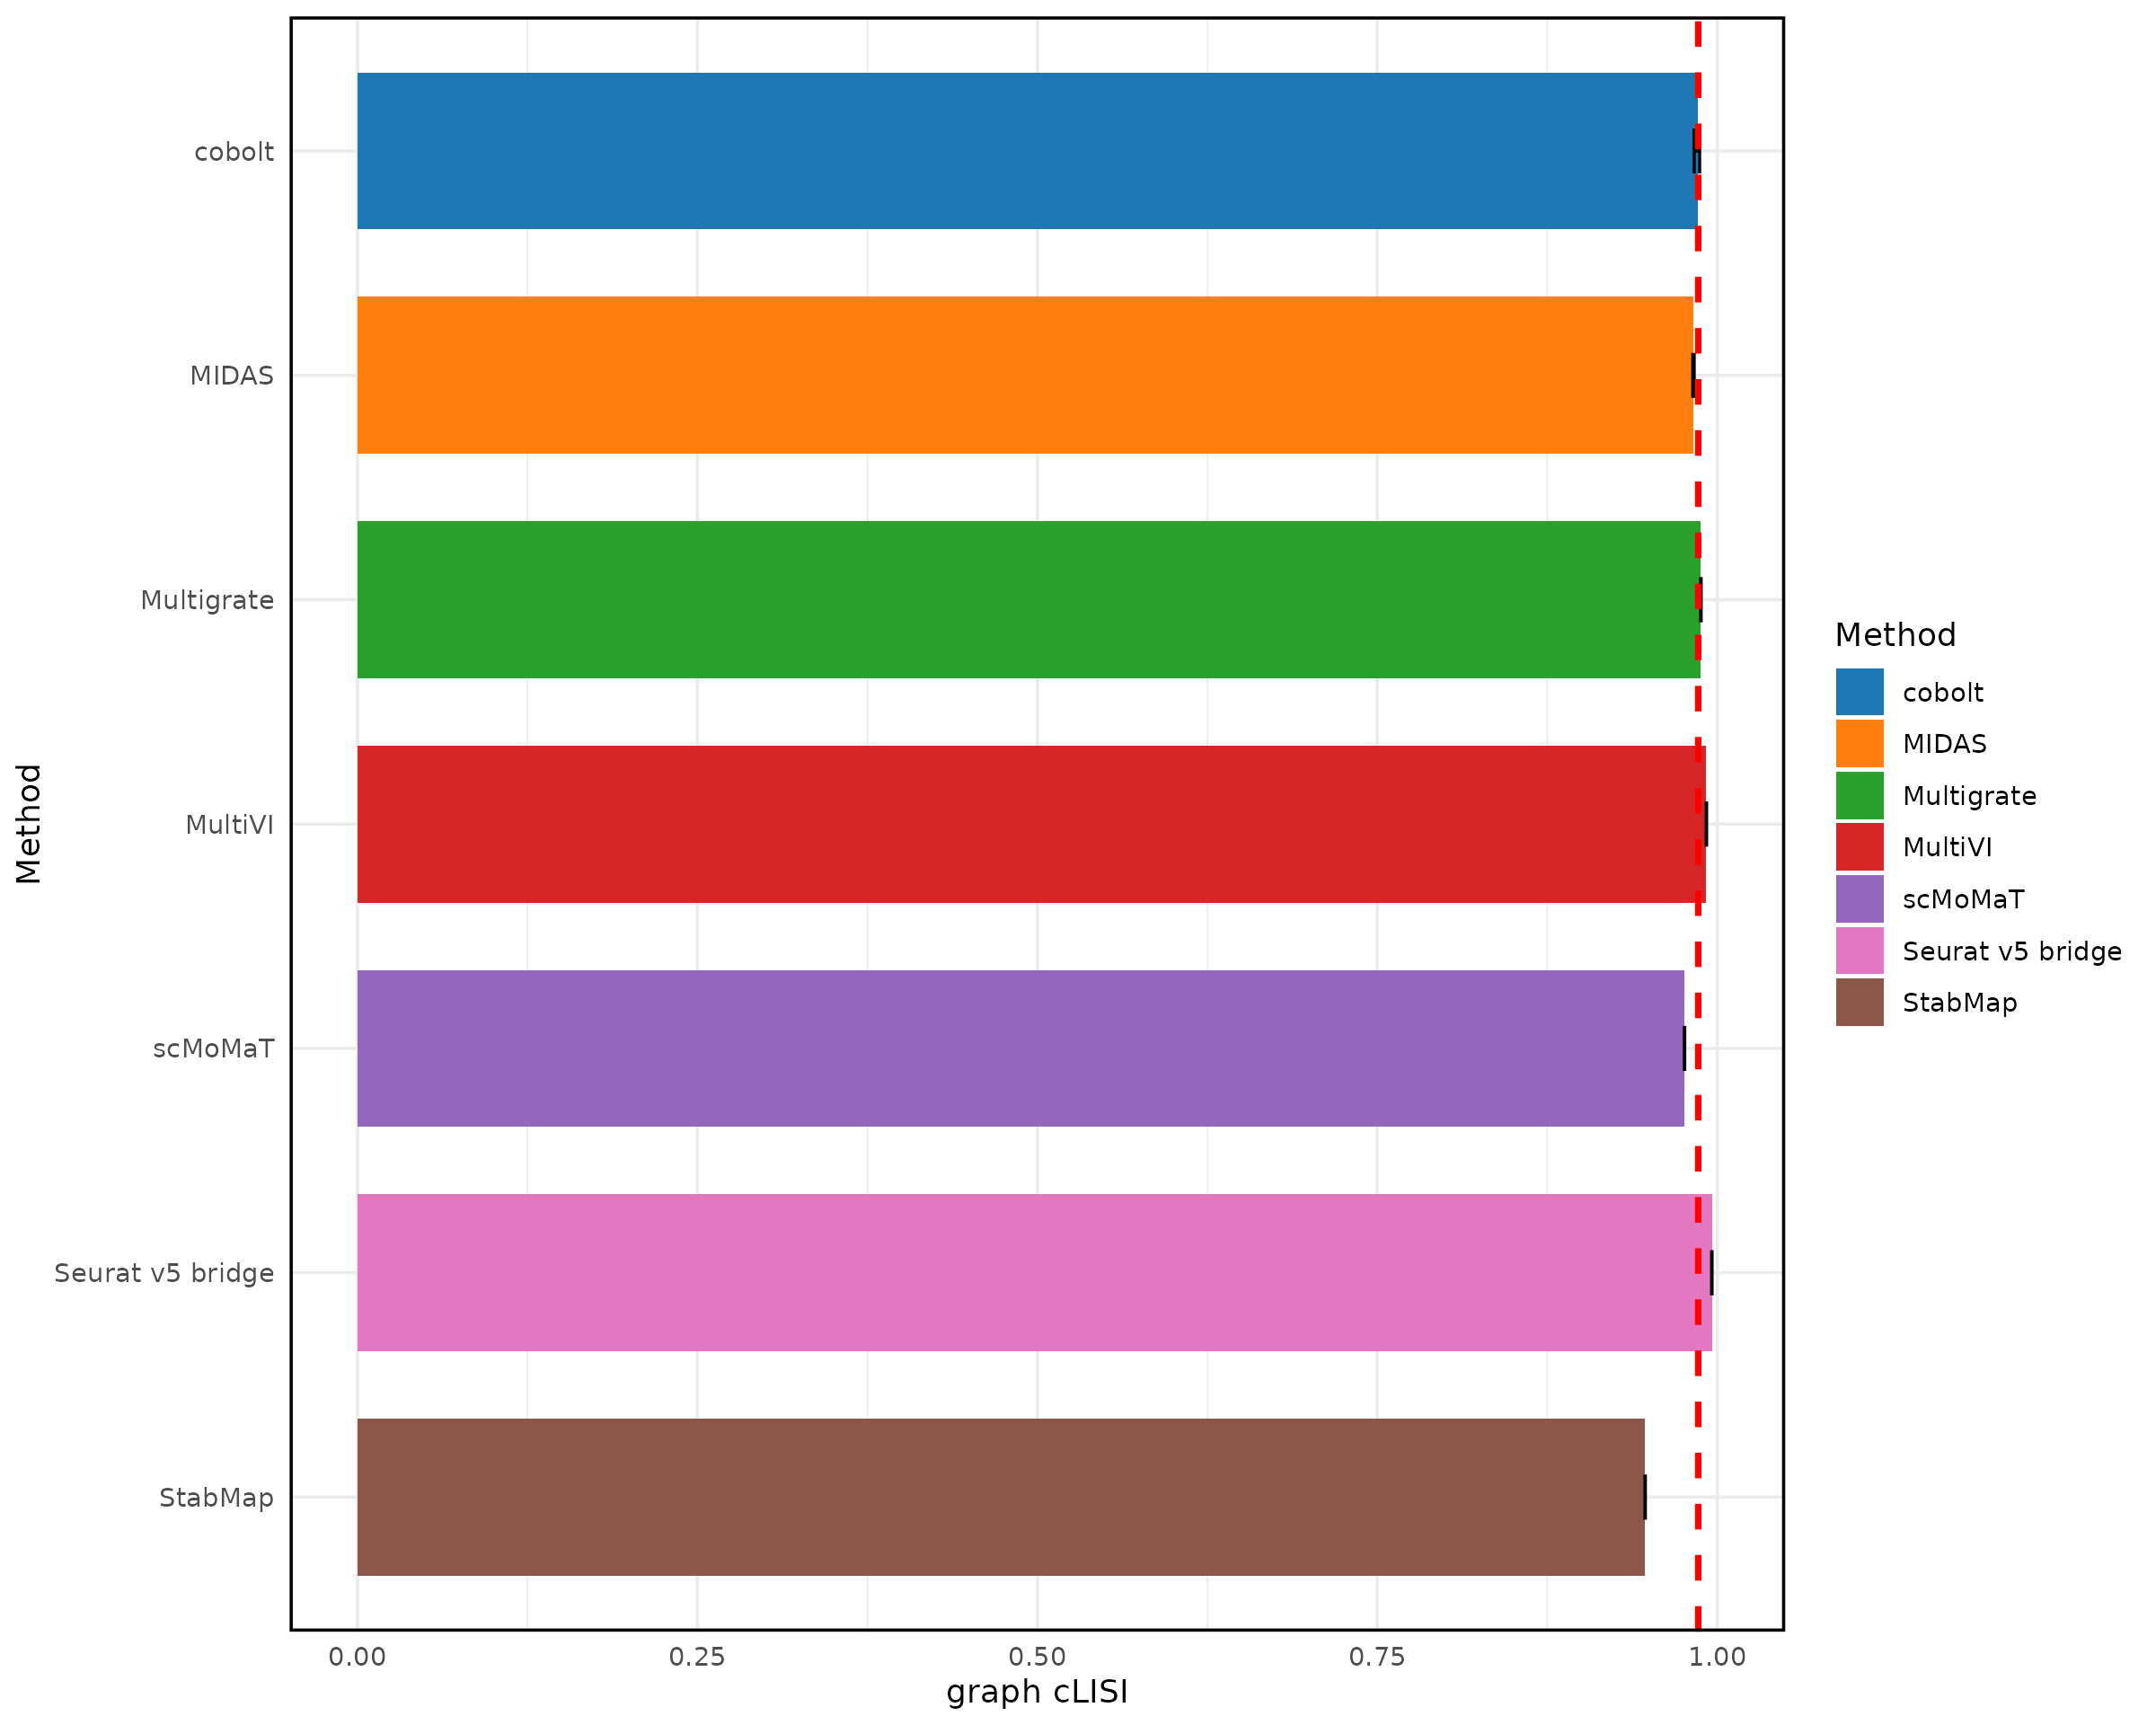 cobolt
MIDAS
Multigrate
MultiVI
scMoMaT
Seurat v5 bridge
StabMap
Method
0.00 0.25 0.50 0.75 1.00
graph cLISI
Method
cobolt
MIDAS
Multigrate
MultiVI
scMoMaT
Seurat v5 bridge
StabMap